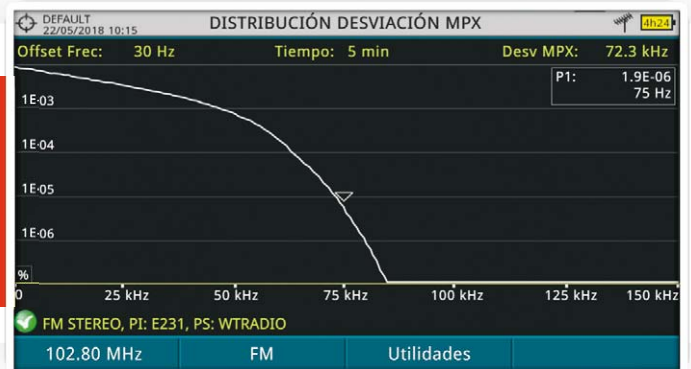 DEFAULT
22/05/2018 10:15
DISTRIBUCIÓN DESVIACIÓN MPX
4h24
Offset Frec: 30 Hz Tiempo: 5 min Desv MPX: 72.3 kHz
P1: 1.9E-06
75 Hz
1E-03
1E-04
1E-05
1E-06
%
0 25 kHz 50 kHz 75 kHz 100 kHz 125 kHz 150 kHz
FM STEREO, PI: E231, PS: WTRADIO
102.80 MHz FM Utilidades